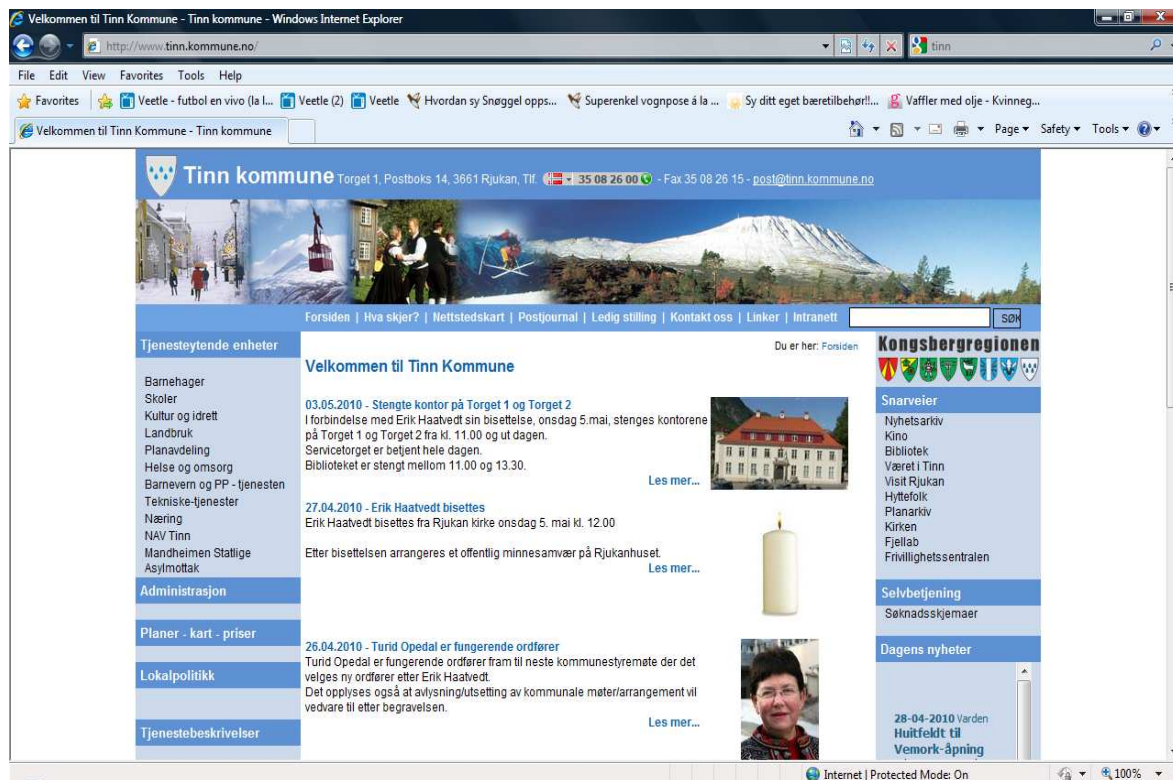 Velkommen til Tinn Kommune - Tinn kommune - Windows Internet Explorer
http://www.tinn.kommune.no/
tinn
File Edit View Favorites Tools Help
Favorites Veetle - futbol en vivo (la l... Veetle (2) Veetle Hvordan sy Snøggel opps... Superenkel vognpose á la ... Sy ditt eget bæretilbehør!!... Vaffler med olje - Kvinneg...
Velkommen til Tinn Kommune - Tinn kommune
Page Safety Tools
Tinn kommune Torget 1, Postboks 14, 3661 Rjukan, Tlf. 35 08 26 00 - Fax 35 08 26 15 - post@tinn.kommune.no
Forsiden | Hva skjer? | Nettstedskart | Postjournal | Ledig stilling | Kontakt oss | Linker | Intranett
SØK
Tjenesteytende enheter
Barnehager
Skoler
Kultur og idrett
Landbruk
Planavdeling
Helse og omsorg
Barnevern og PP - tjenesten
Tekniske-tjenester
Næring
NAV Tinn
Mandheimen Statlige
Asylmottak
Administrasjon
Planer - kart - priser
Lokalpolitikk
Tjenestebeskrivelser
Du er her: Forsiden
Velkommen til Tinn Kommune
03.05.2010 - Stengte kontor på Torget 1 og Torget 2
I forbindelse med Erik Haatvedt sin bisettelse, onsdag 5.mai, stenges kontorene
på Torget 1 og Torget 2 fra kl. 11.00 og ut dagen.
Servicetorget er betjent hele dagen.
Biblioteket er stengt mellom 11.00 og 13.30.
Les mer...
27.04.2010 - Erik Haatvedt bisettes
Erik Haatvedt bisettes fra Rjukan kirke onsdag 5. mai kl. 12.00
Etter bisettelsen arrangeres et offentlig minnesamvær på Rjukanhuset.
Les mer...
26.04.2010 - Turid Opedal er fungerende ordfører
Turid Opedal er fungerende ordfører fram til neste kommunestyremøte der det
velges ny ordfører etter Erik Haatvedt.
Det opplyses også at avlysning/utsetting av kommunale møter/arrangement vil
vedvare til etter begravelsen.
Les mer...
Kongsbergregionen
Snarveier
Nyhetsarkiv
Kino
Bibliotek
Været i Tinn
Visit Rjukan
Hyttefolk
Planarkiv
Kirken
Fjellab
Frivillighetssentralen
Selvbetjening
Søknadsskjemaer
Dagens nyheter
28-04-2010 Varden
Huitfeldt til
Vemork-åpning
Internet | Protected Mode: On
100%